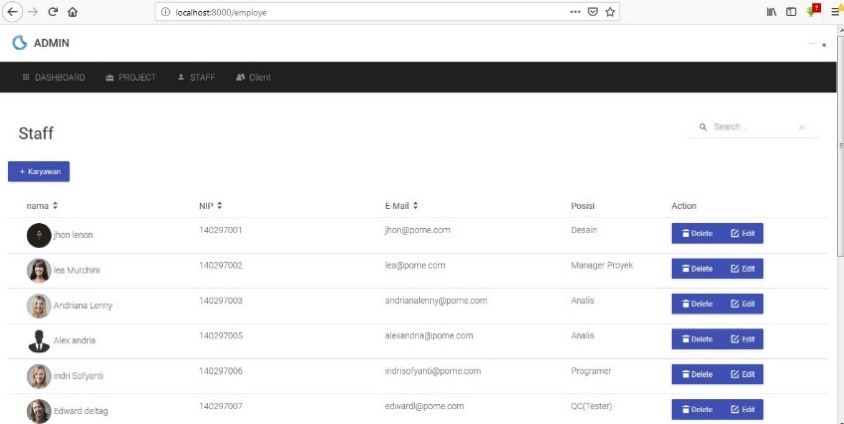 localhost:8000/employe
ADMIN
DASHBOARD PROJECT STAFF Client
Staff
Search...
+ Karyawan
nama NIP E-Mail Posisi Action
jhon lenon 140297001 jhon@pome.com Desain Delete Edit
lea Murchini 140297002 lea@pome.com Manager Proyek Delete Edit
Andriana Lenny 140297003 andrianalenny@pome.com Analis Delete Edit
Alex andria 140297005 alexandria@pome.com Analis Delete Edit
indri Sofyanti 140297006 indrisofyanti@pome.com Programer Delete Edit
Edward deltag 140297007 edwardl@pome.com QC(Tester) Delete Edit